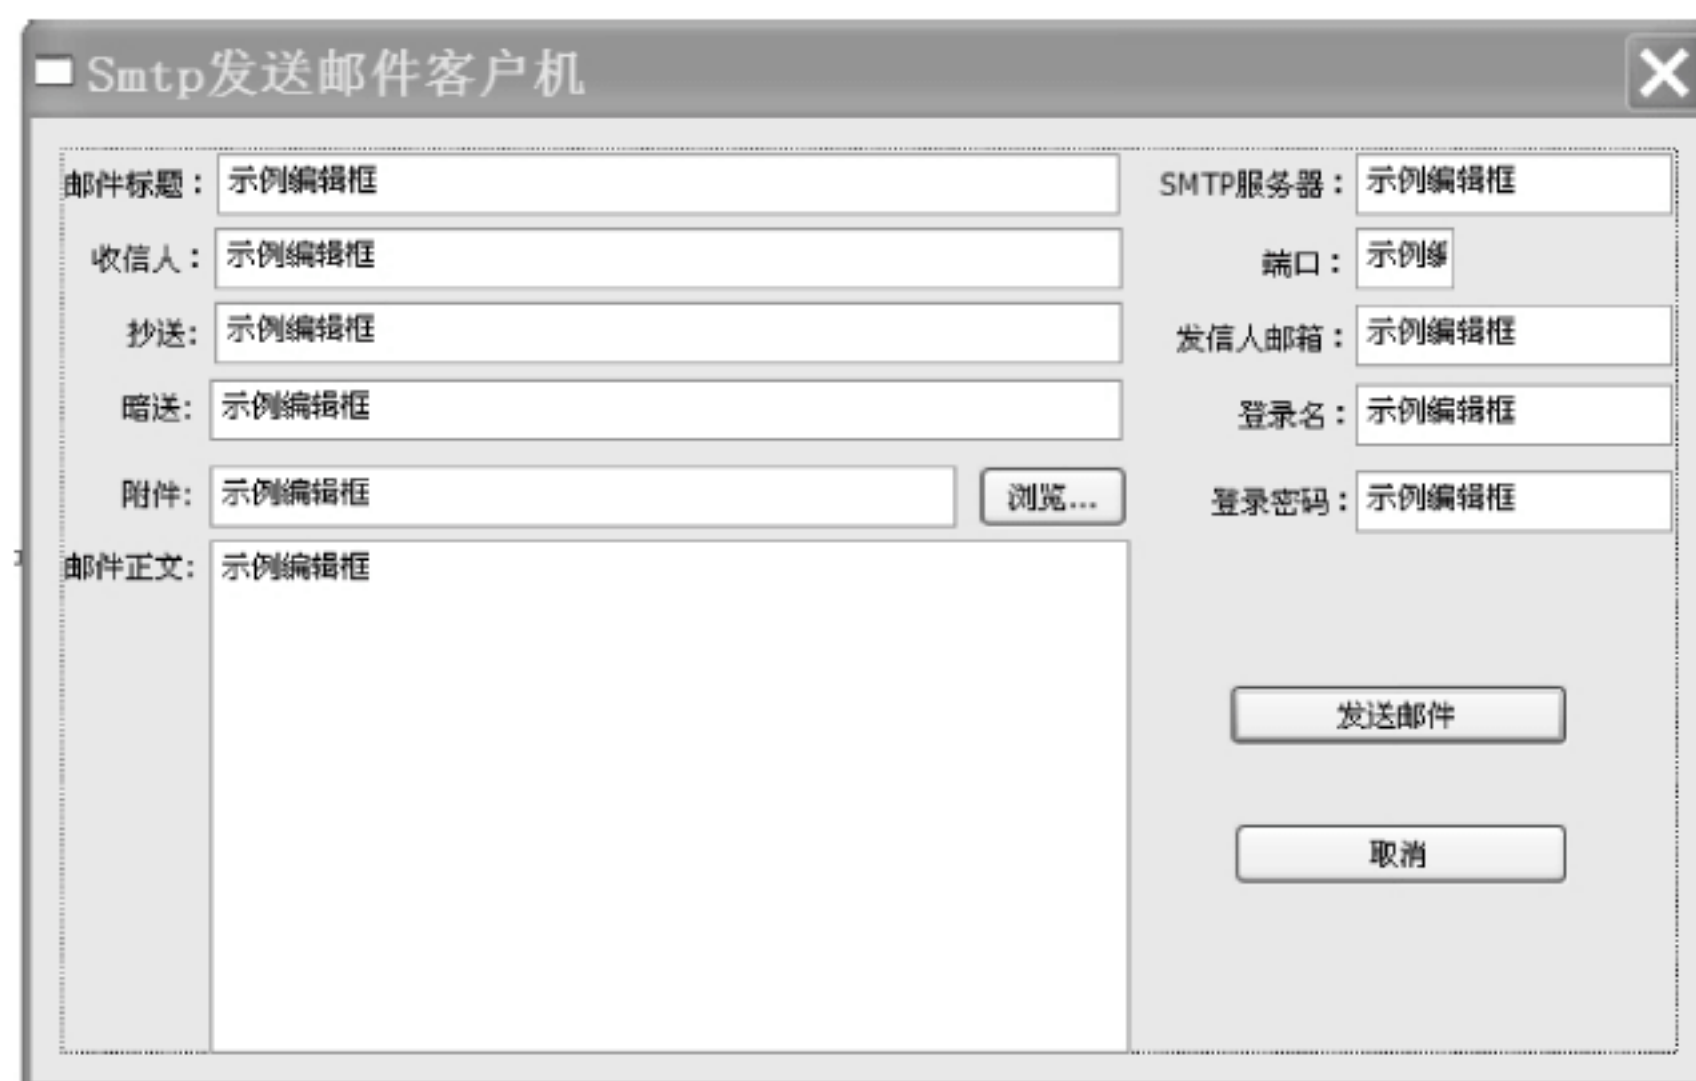 Smtp发送邮件客户机
邮件标题： 示例编辑框
收信人： 示例编辑框
抄送: 示例编辑框
暗送: 示例编辑框
附件: 示例编辑框 浏览...
邮件正文: 示例编辑框
SMTP服务器： 示例编辑框
端口： 示例
发信人邮箱： 示例编辑框
登录名： 示例编辑框
登录密码： 示例编辑框
发送邮件
取消